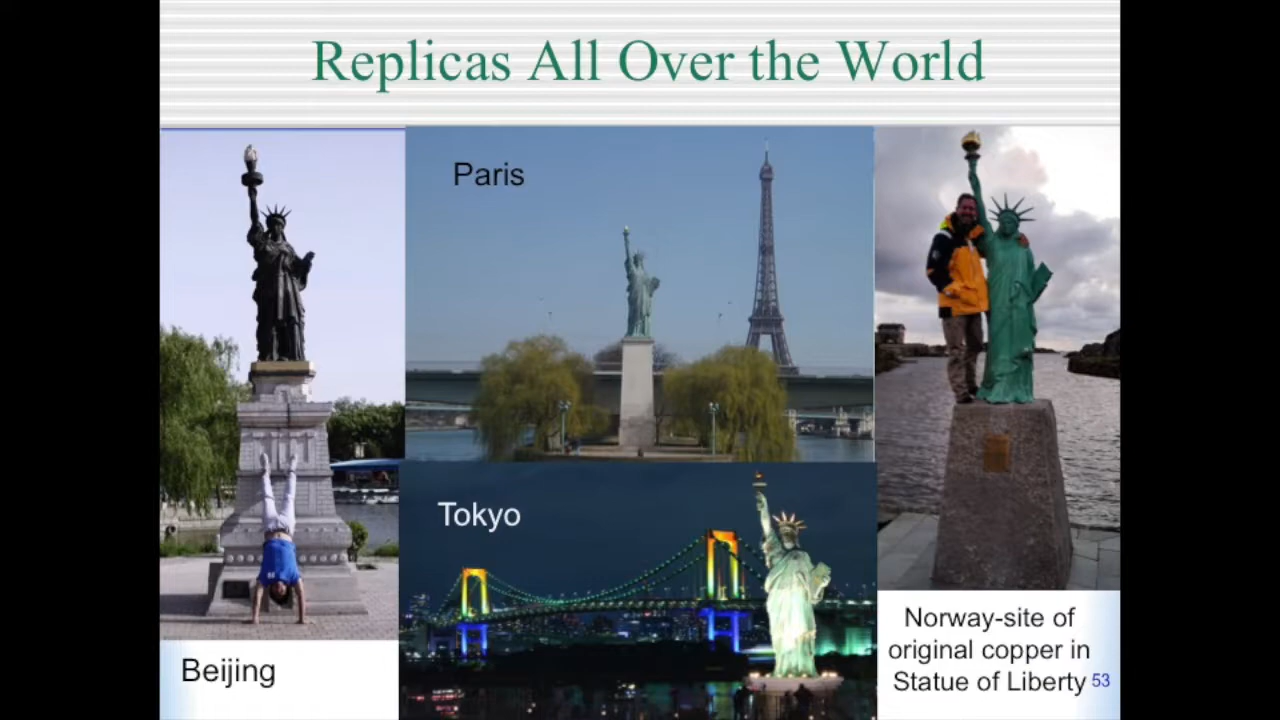 Replicas All Over the World
Paris
Tokyo
Beijing
Norway-site of
original copper in
Statue of Liberty
53